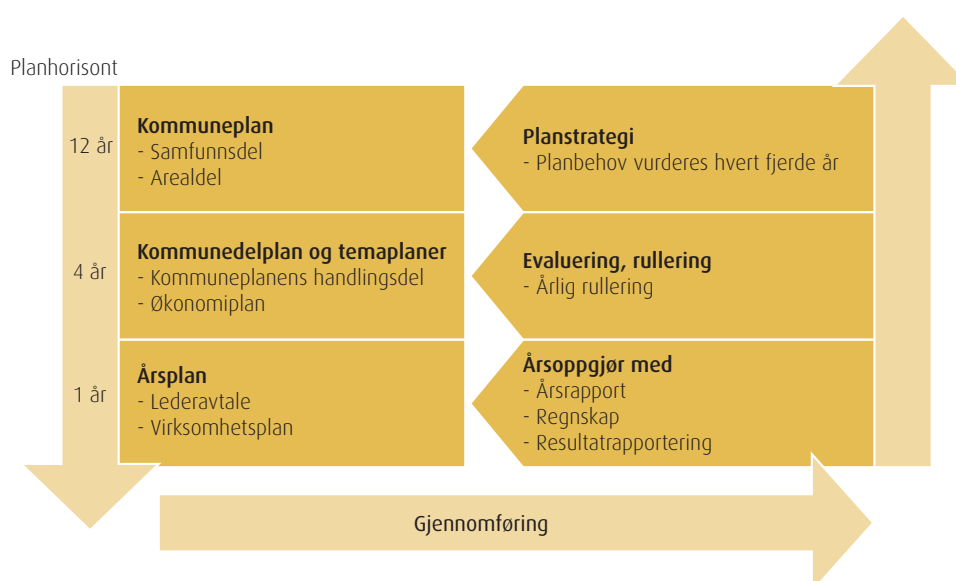 Planhorisont
12 år
Kommuneplan
- Samfunnsdel
- Arealdel
Planstrategi
- Planbehov vurderes hvert fjerde år
4 år
Kommunedelplan og temaplaner
- Kommuneplanens handlingsdel
- Økonomiplan
Evaluering, rullering
- Årlig rullering
1 år
Årsplan
- Lederavtale
- Virksomhetsplan
Årsoppgjør med
- Årsrapport
- Regnskap
- Resultatrapportering
Gjennomføring